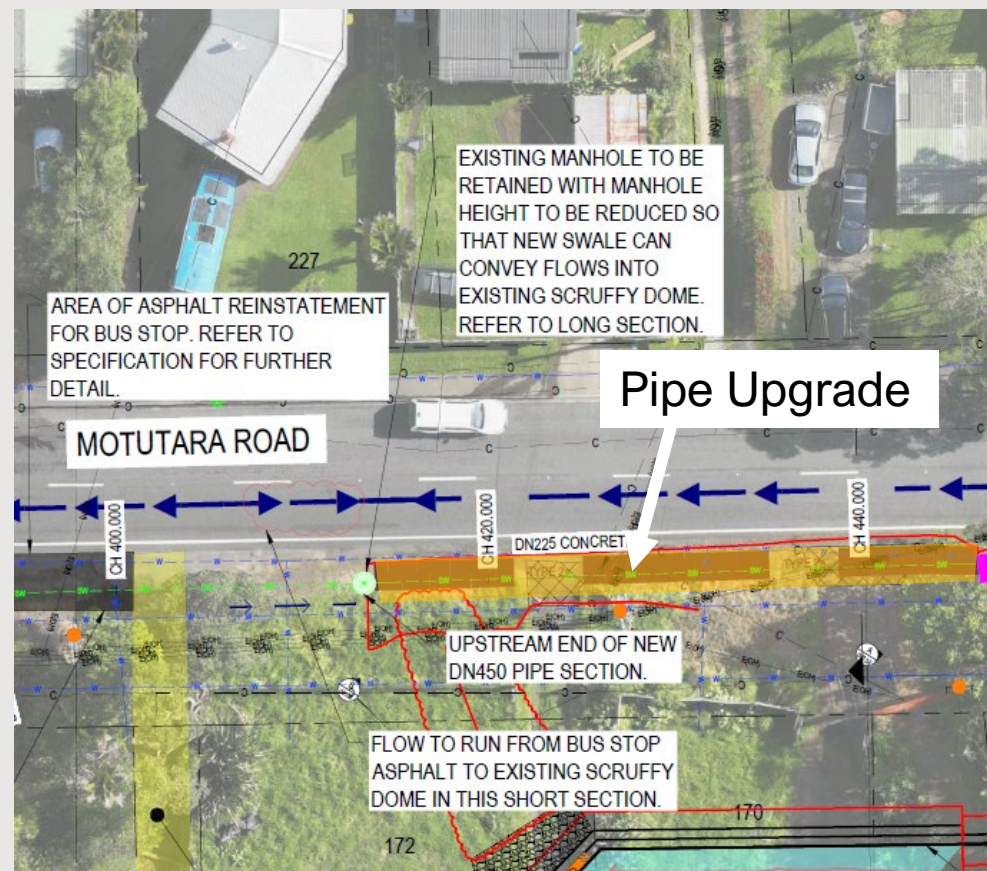 EXISTING MANHOLE TO BE
RETAINED WITH MANHOLE
HEIGHT TO BE REDUCED SO
THAT NEW SWALE CAN
CONVEY FLOWS INTO
EXISTING SCRUFFY DOME.
REFER TO LONG SECTION.
227
AREA OF ASPHALT REINSTATEMENT
FOR BUS STOP. REFER TO
SPECIFICATION FOR FURTHER
DETAIL.
Pipe Upgrade
MOTUTARA ROAD
CH 400.000
CH 420.000
CH 440.000
DN225 CONCRETE
UPSTREAM END OF NEW
DN450 PIPE SECTION.
FLOW TO RUN FROM BUS STOP
ASPHALT TO EXISTING SCRUFFY
DOME IN THIS SHORT SECTION.
170
172